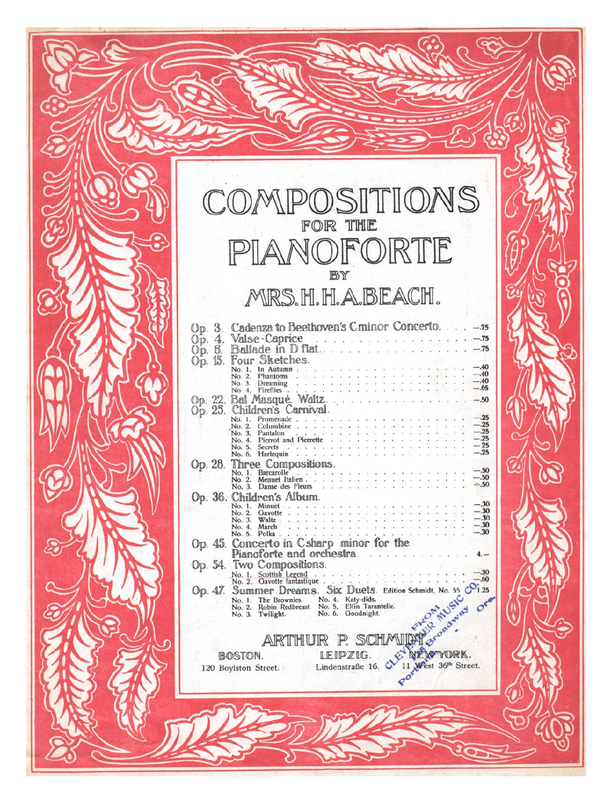 COMPOSITIONS
FOR THE
PIANOFORTE
BY
MRS. H. H. A. BEACH.
Op. 3. Cadenza to Beethoven's C minor Concerto. . . . —.75
Op. 4. Valse-Caprice . . . —.75
Op. 6. Ballade in D flat . . . —.75
Op. 15. Four Sketches.
No. 1. In Autumn . . . —.40
No. 2. Phantoms . . . —.40
No. 3. Dreaming . . . —.40
No. 4. Fireflies . . . —.65
Op. 22. Bal Masqué. Waltz . . . —.50
Op. 25. Children's Carnival.
No. 1. Promenade . . . —.25
No. 2. Columbine . . . —.25
No. 3. Pantalon . . . —.25
No. 4. Pierrot and Pierrette . . . —.25
No. 5. Secrets . . . —.25
No. 6. Harlequin . . . —.25
Op. 28. Three Compositions.
No. 1. Barcarolle . . . —.50
No. 2. Menuet Italien . . . —.50
No. 3. Danse des Fleurs . . . —.50
Op. 36. Children's Album.
No. 1. Minuet . . . —.30
No. 2. Gavotte . . . —.30
No. 3. Waltz . . . —.30
No. 4. March . . . —.30
No. 5. Polka . . . —.30
Op. 45. Concerto in C sharp minor for the
Pianoforte and orchestra . . . 4.—
Op. 54. Two Compositions.
No. 1. Scottish Legend . . . —.30
No. 2. Gavotte fantastique . . . —.60
Op. 47. Summer Dreams. Six Duets. Edition Schmidt, No. 55 1.25
No. 1. The Brownies. No. 4. Katy-dids.
No. 2. Robin Redbreast. No. 5. Elfin Tarantelle.
No. 3. Twilight. No. 6. Goodnight.
ARTHUR P. SCHMIDT
BOSTON. LEIPZIG. NEW YORK.
120 Boylston Street. Lindenstraße 16. 11 West 36th Street.
FROM
MUSIC CO.
Broadway
Ore.